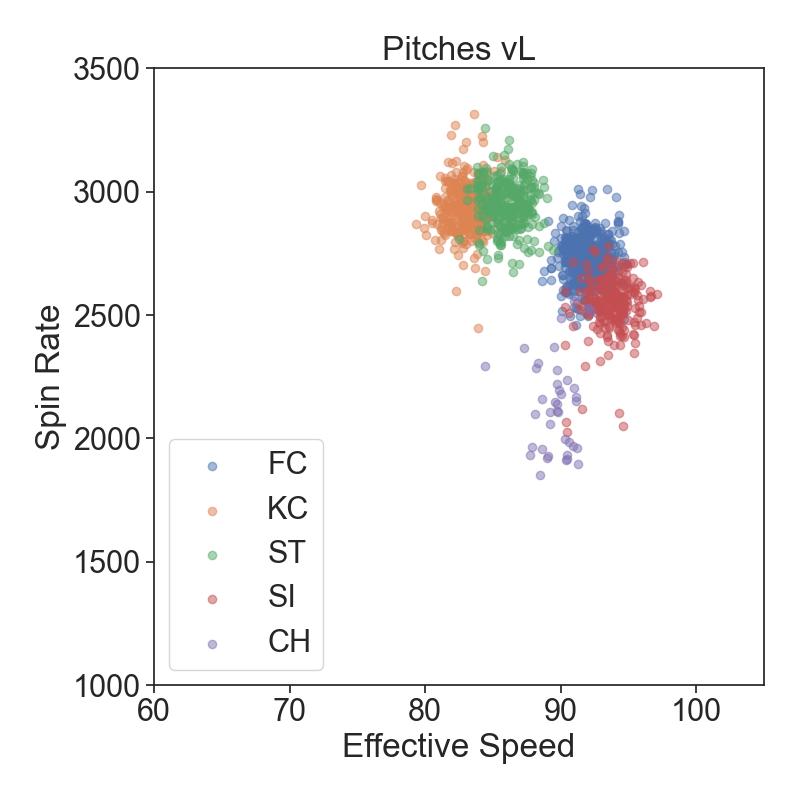 Pitches vL
3500
3000
2500
2000
1500
1000
Spin Rate
FC
KC
ST
SI
CH
60 70 80 90 100
Effective Speed